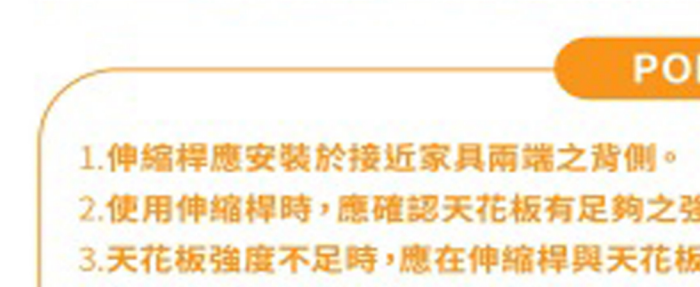 PO
1.伸縮桿應安裝於接近家具兩端之背側。
2.使用伸縮桿時，應確認天花板有足夠之強
3.天花板強度不足時，應在伸縮桿與天花板